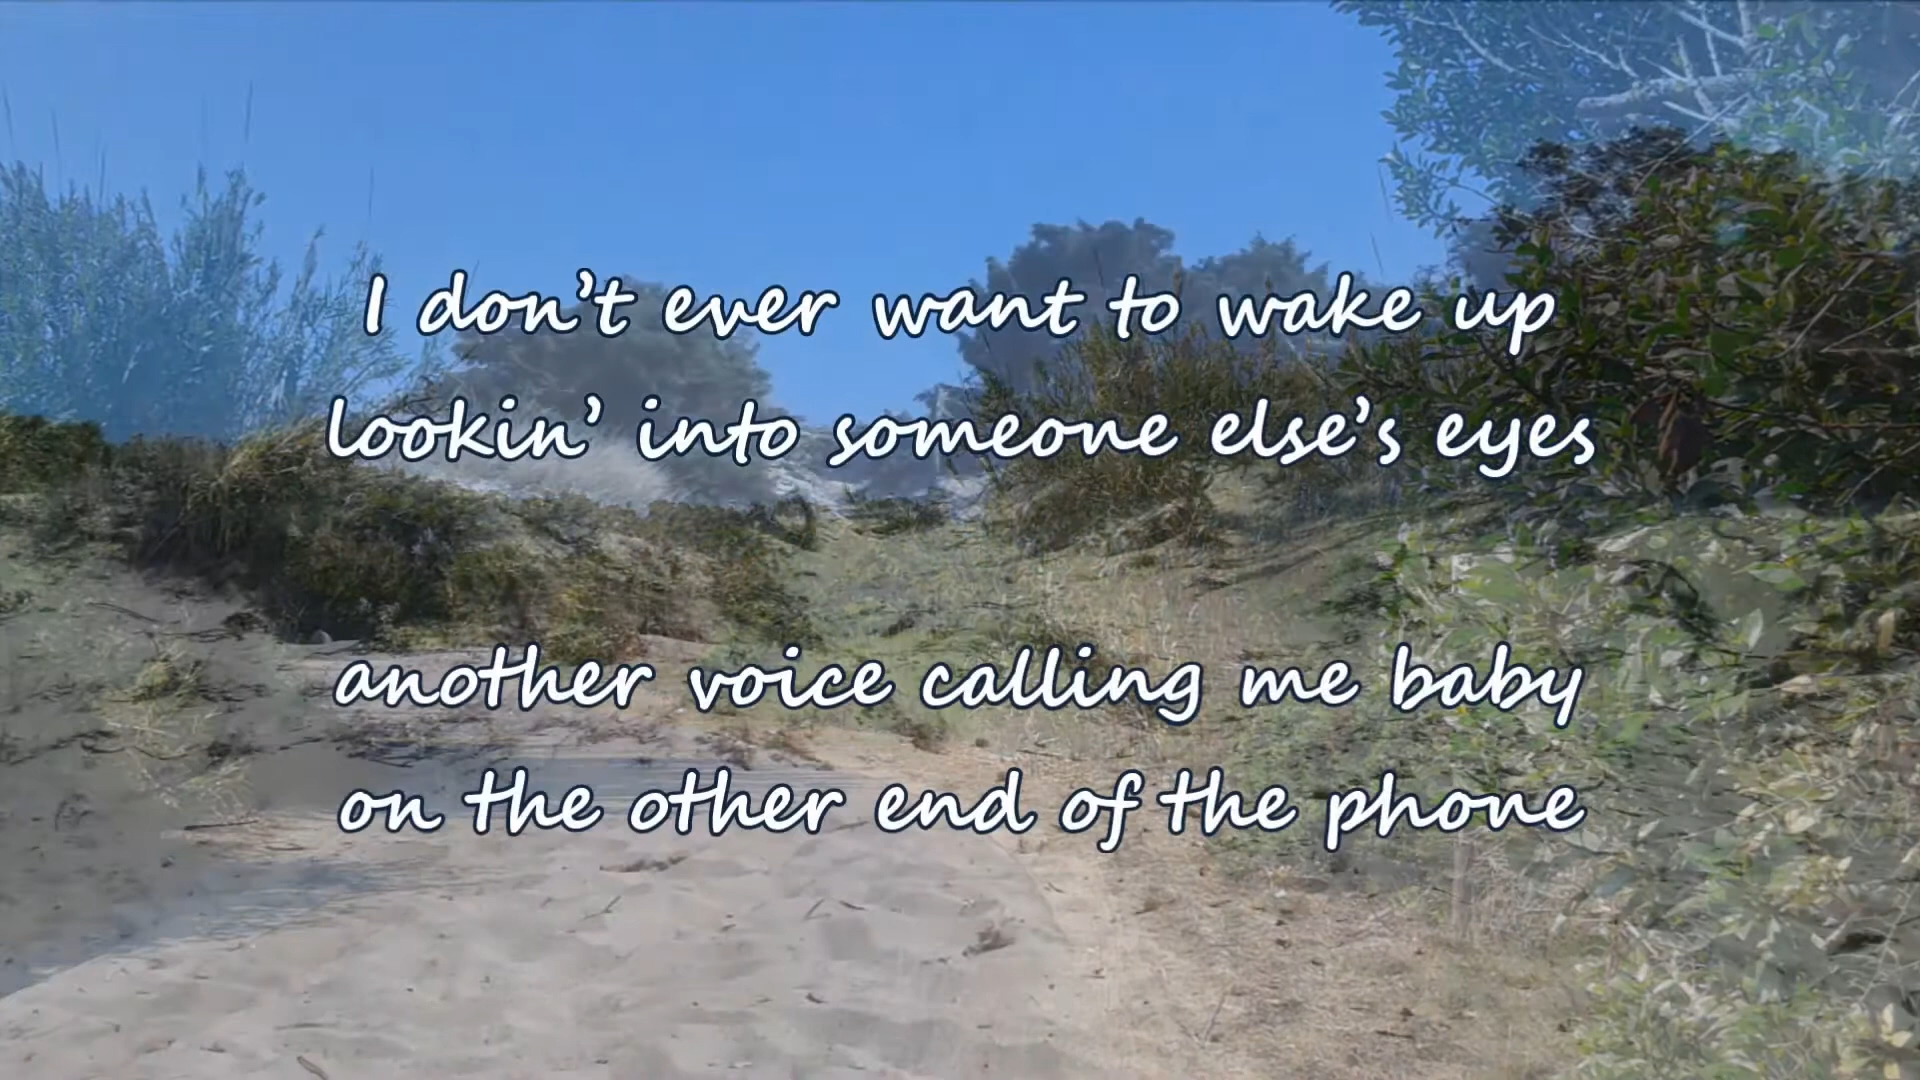 I don't ever want to wake up
lookin' into someone else's eyes
another voice calling me baby
on the other end of the phone